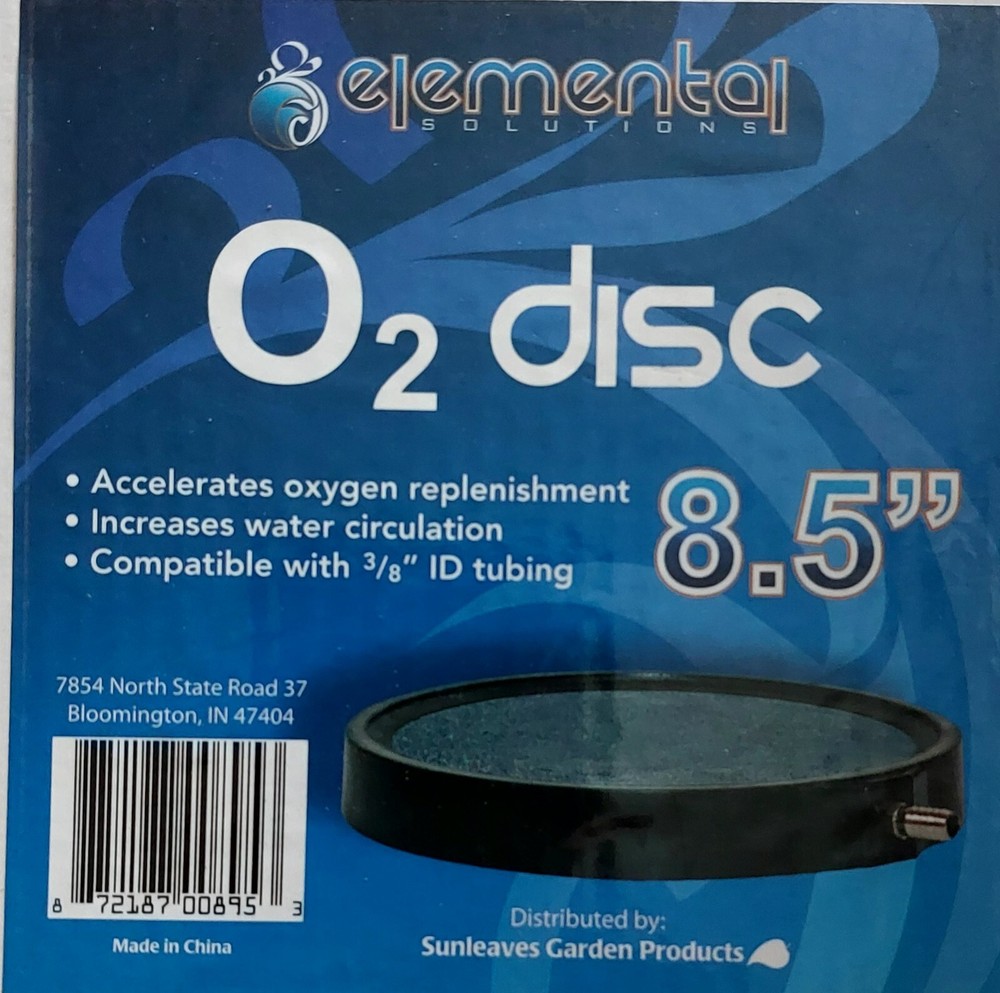 elemental
SOLUTIONS
O₂ disc
• Accelerates oxygen replenishment
• Increases water circulation
• Compatible with ³/₈” ID tubing
8.5”
7854 North State Road 37
Bloomington, IN 47404
8 72187 00895 3
Made in China
Distributed by:
Sunleaves Garden Products